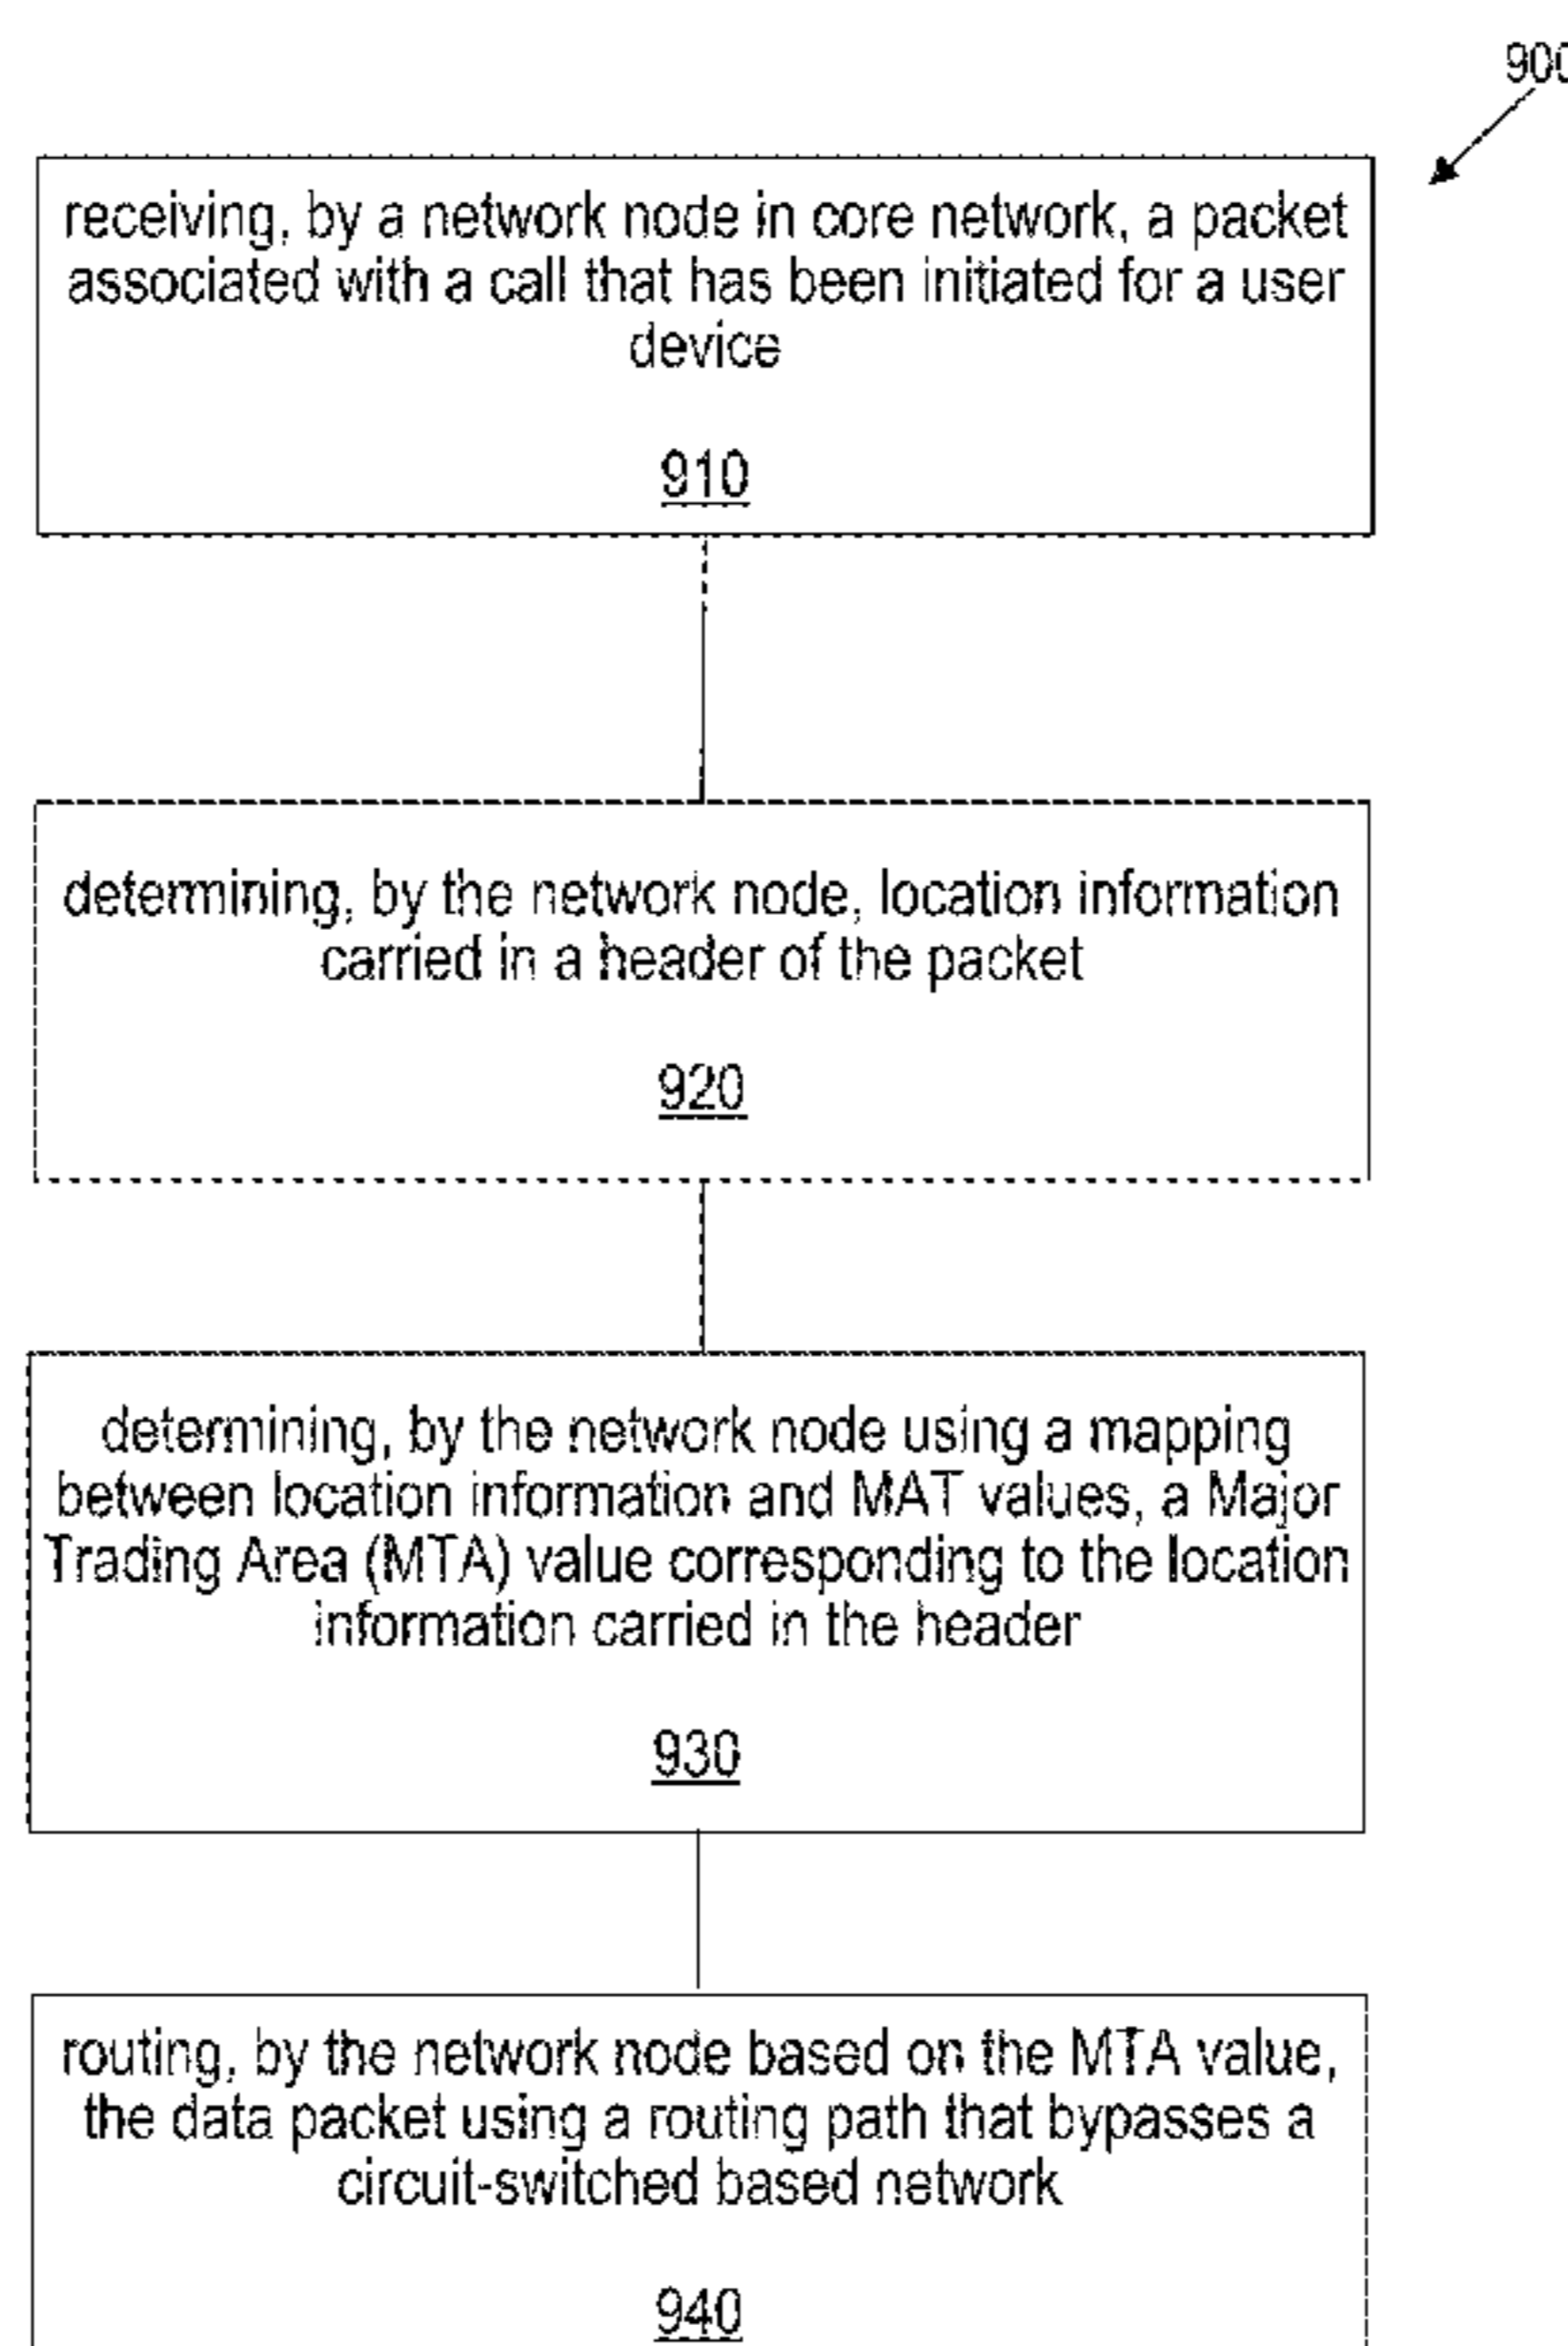 900
receiving, by a network node in core network, a packet
associated with a call that has been initiated for a user
device
910
determining, by the network node, location information
carried in a header of the packet
920
determining, by the network node using a mapping
between location information and MAT values, a Major
Trading Area (MTA) value corresponding to the location
information carried in the header
930
routing, by the network node based on the MTA value,
the data packet using a routing path that bypasses a
circuit-switched based network
940